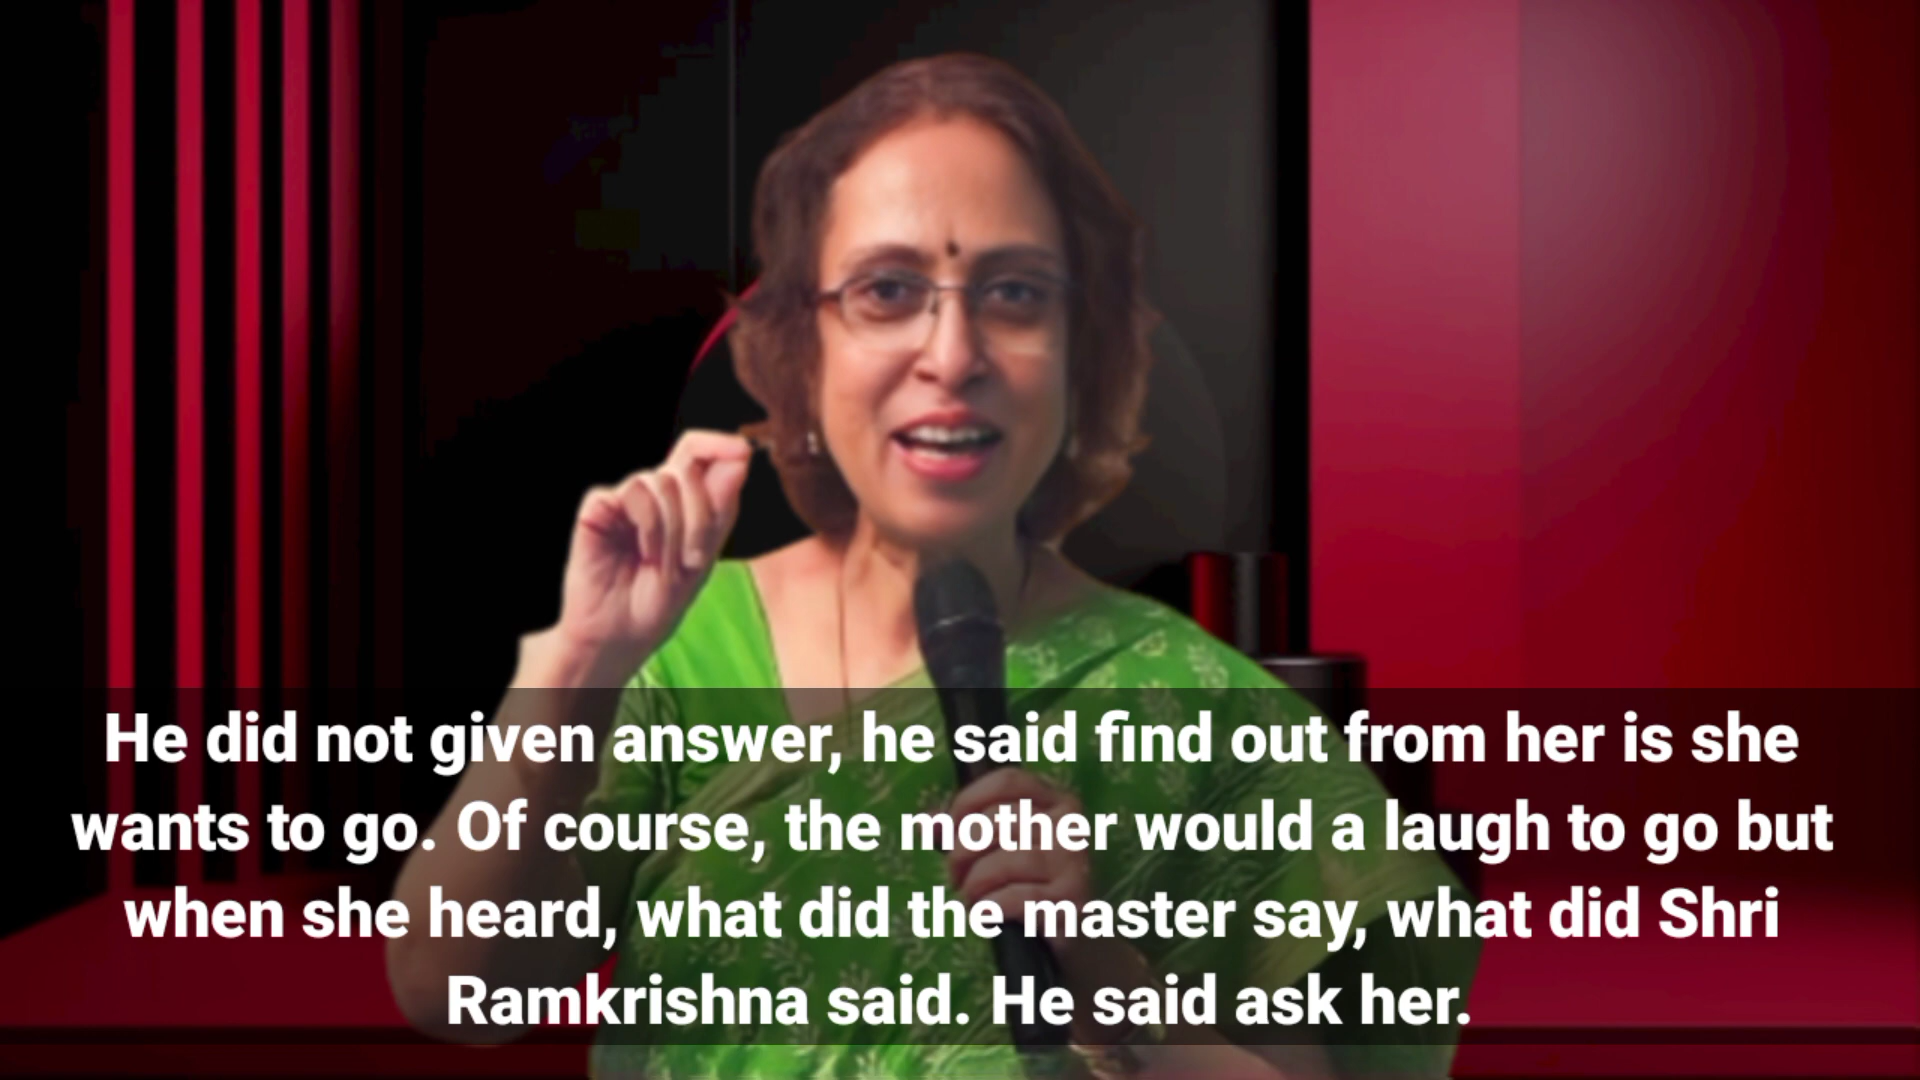 He did not given answer, he said find out from her is she
wants to go. Of course, the mother would a laugh to go but
when she heard, what did the master say, what did Shri
Ramkrishna said. He said ask her.